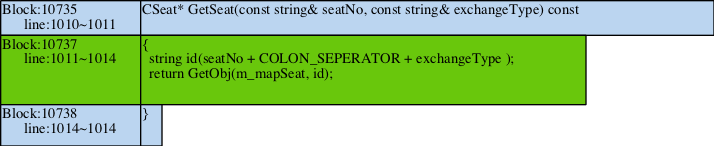 Block:10735 CSeat* GetSeat(const string& seatNo, const string& exchangeType) const
line:1010~1011
Block:10737 {
line:1011~1014 string id(seatNo + COLON_SEPERATOR + exchangeType );
return GetObj(m_mapSeat, id);
Block:10738 }
line:1014~1014